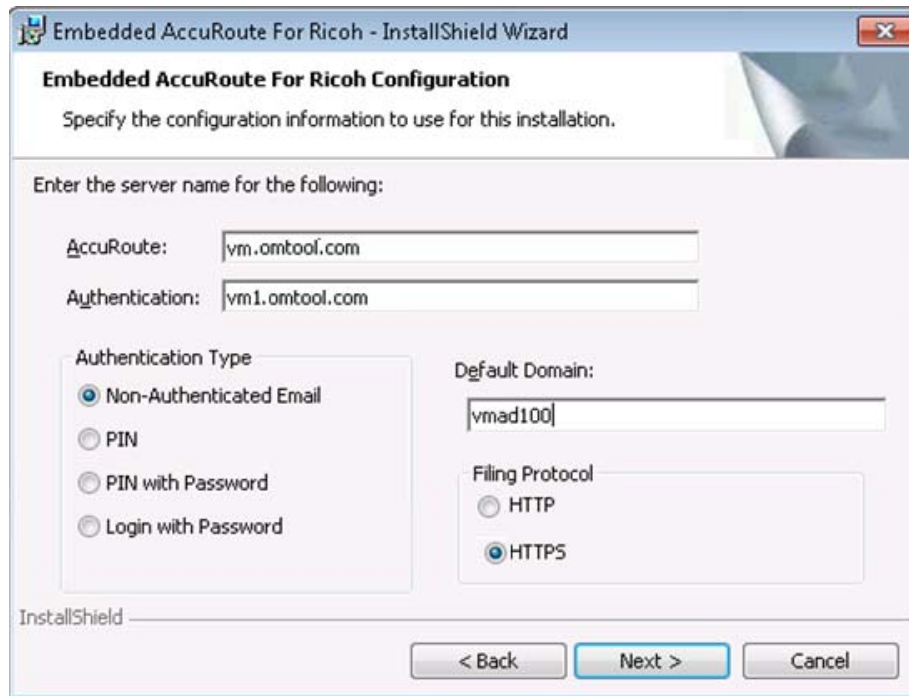 Embedded AccuRoute For Ricoh - InstallShield Wizard
Embedded AccuRoute For Ricoh Configuration
Specify the configuration information to use for this installation.
Enter the server name for the following:
AccuRoute:
vm.omtool.com
Authentication:
vm1.omtool.com
Authentication Type
Non-Authenticated Email
PIN
PIN with Password
Login with Password
Default Domain:
vmad100
Filing Protocol
HTTP
HTTPS
InstallShield
< Back
Next >
Cancel